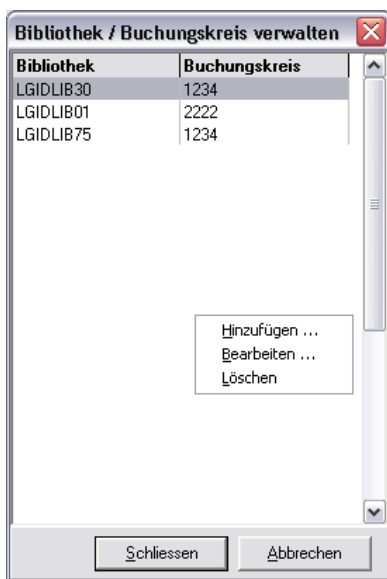 Bibliothek / Buchungskreis verwalten
Bibliothek Buchungskreis
LGIDLIB30 1234
LGIDLIB01 2222
LGIDLIB75 1234
Hinzufügen ...
Bearbeiten ...
Löschen
Schliessen Abbrechen